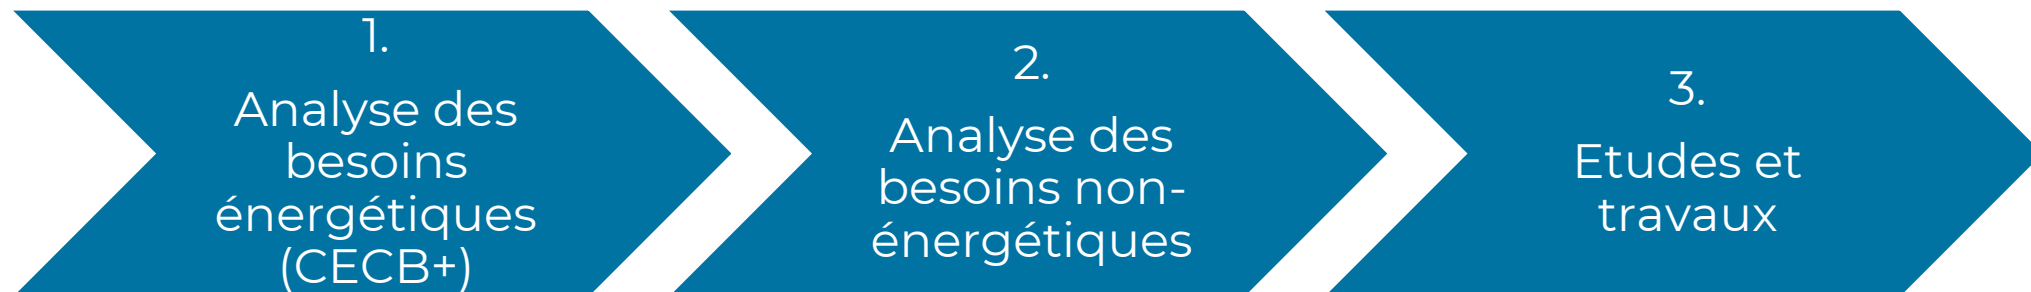 1.
Analyse des
besoins
énergétiques
(CECB+)
2.
Analyse des
besoins non-
énergétiques
3.
Etudes et
travaux